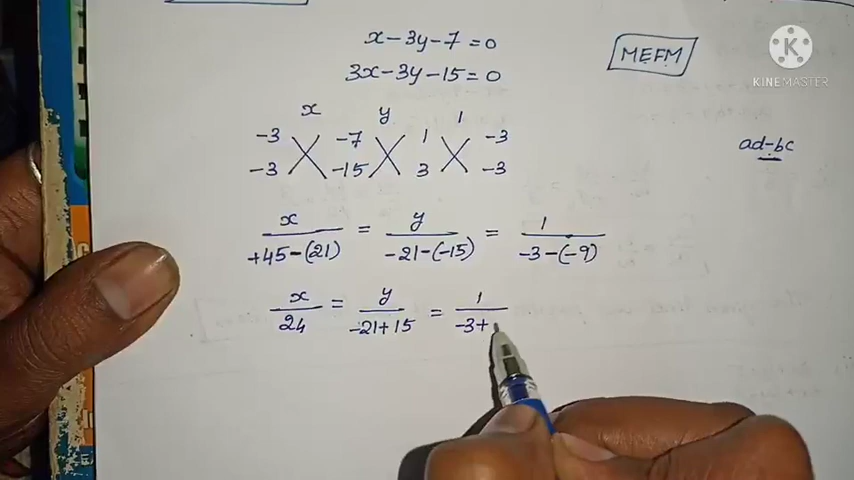 x-3y-7=0
MEFM
KINEMASTER
3x-3y-15=0
x y 1
-3 -7 1 -3
ad-bc
-3 -15 3 -3
x/+45-(21) = y/-21-(-15) = 1/-3-(-9)
x/24 = y/-21+15 = 1/-3+